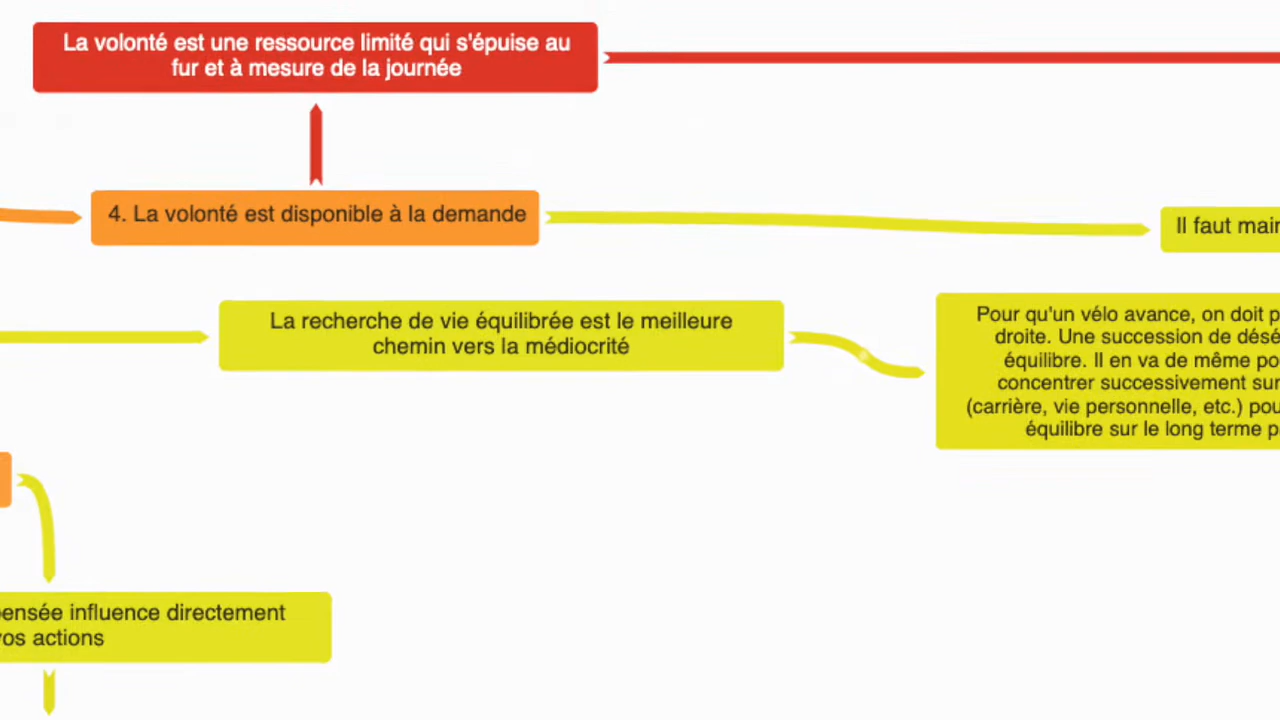 La volonté est une ressource limité qui s'épuise au
fur et à mesure de la journée
4. La volonté est disponible à la demande
Il faut
La recherche de vie équilibrée est le meilleure
chemin vers la médiocrité
Pour qu'un vélo avance, on doit
droite. Une succession de
équilibre. Il en va de même
concentrer successivement sur
(carrière, vie personnelle, etc.)
équilibre sur le long terme
influence directement
vos actions